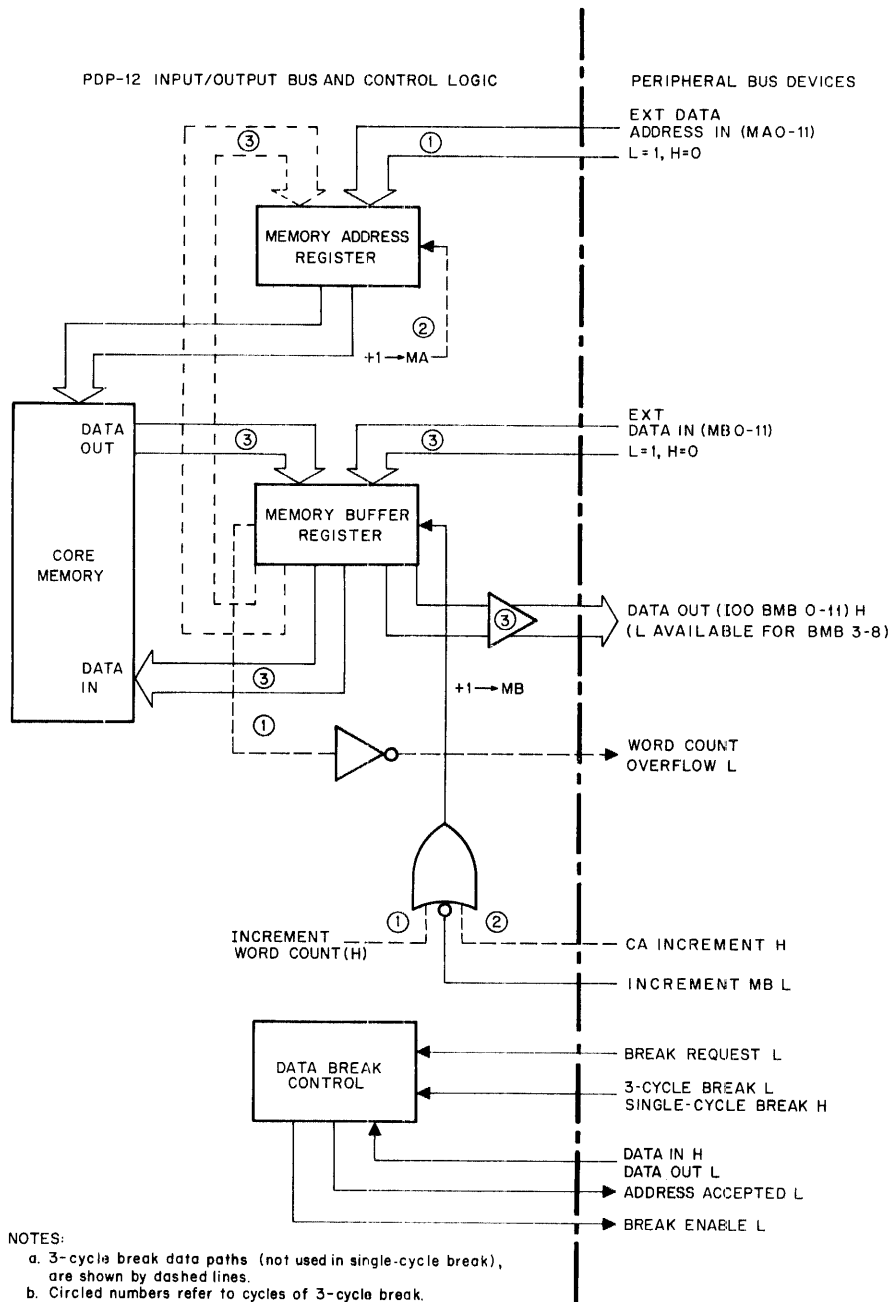 PDP-12 INPUT/OUTPUT BUS AND CONTROL LOGIC
PERIPHERAL BUS DEVICES
EXT DATA
ADDRESS IN (MA0-11)
L=1, H=0
3
1
MEMORY ADDRESS
REGISTER
2
+1→MA
DATA
OUT
3
EXT
DATA IN (MB0-11)
3
L=1, H=0
MEMORY BUFFER
REGISTER
CORE
MEMORY
3
DATA OUT (IOO BMB 0-11) H
(L AVAILABLE FOR BMB 3-8)
DATA
IN
3
+1→MB
1
WORD COUNT
OVERFLOW L
1
2
INCREMENT
WORD COUNT(H)
CA INCREMENT H
INCREMENT MB L
DATA BREAK
CONTROL
BREAK REQUEST L
3-CYCLE BREAK L
SINGLE-CYCLE BREAK H
DATA IN H
DATA OUT L
ADDRESS ACCEPTED L
BREAK ENABLE L
NOTES:
a. 3-cycle break data paths (not used in single-cycle break),
are shown by dashed lines.
b. Circled numbers refer to cycles of 3-cycle break.